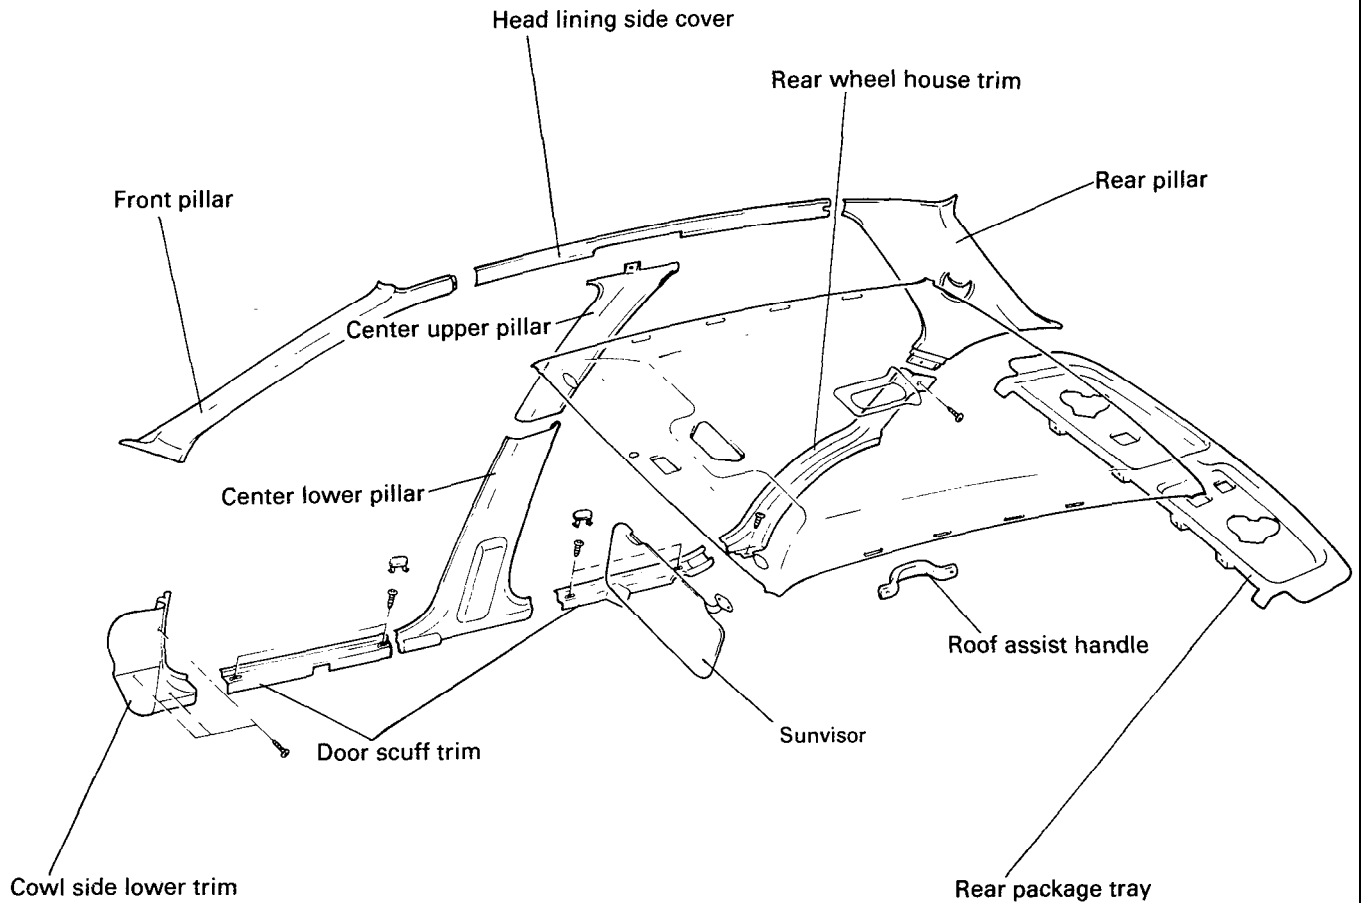 Head lining side cover
Rear wheel house trim
Rear pillar
Front pillar
Center upper pillar
Center lower pillar
Roof assist handle
Sunvisor
Door scuff trim
Cowl side lower trim
Rear package tray